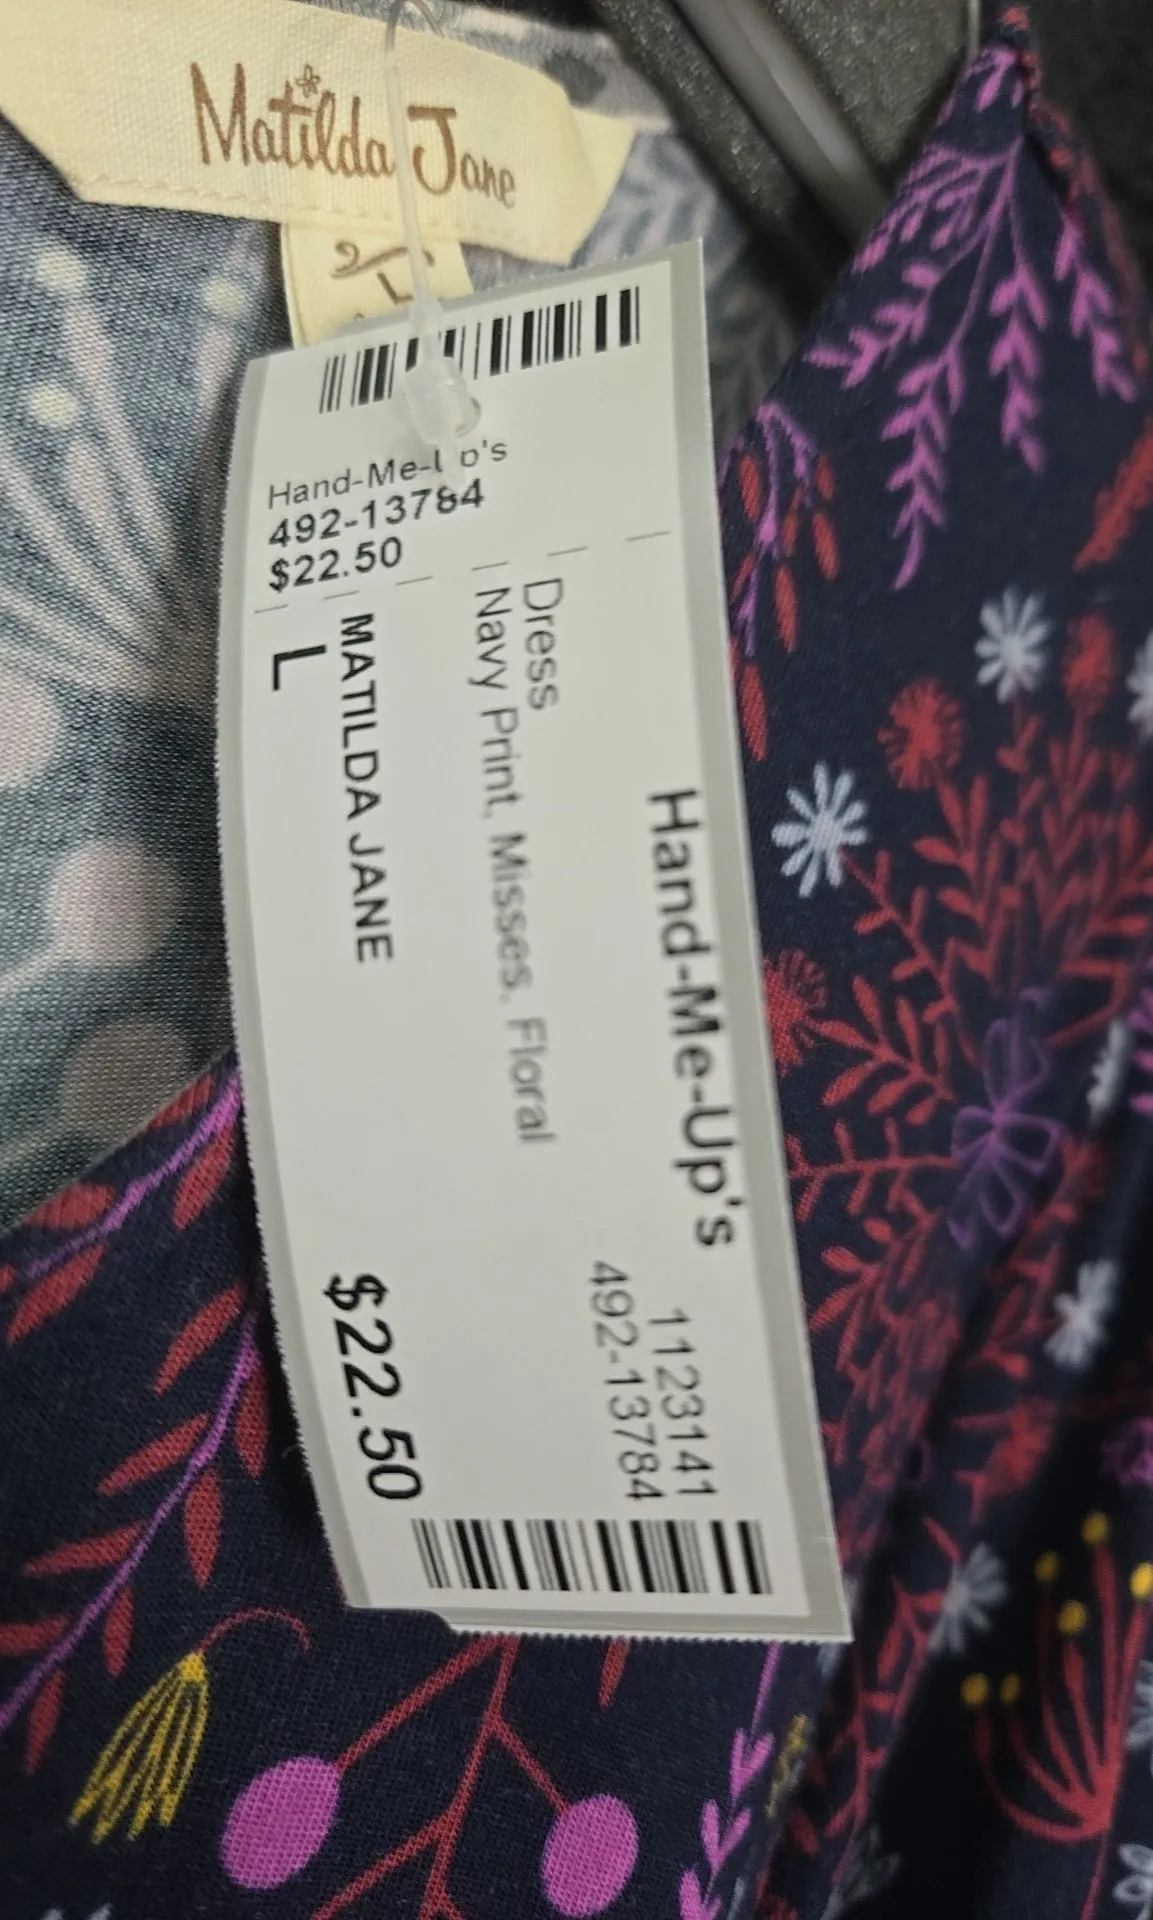 Matilda Jane
L
Hand-Me-Up's
492-13784
$22.50
Hand-Me-Up's
1123141
492-13784
Dress
Navy Print, Misses, Floral
MATILDA JANE
L
$22.50